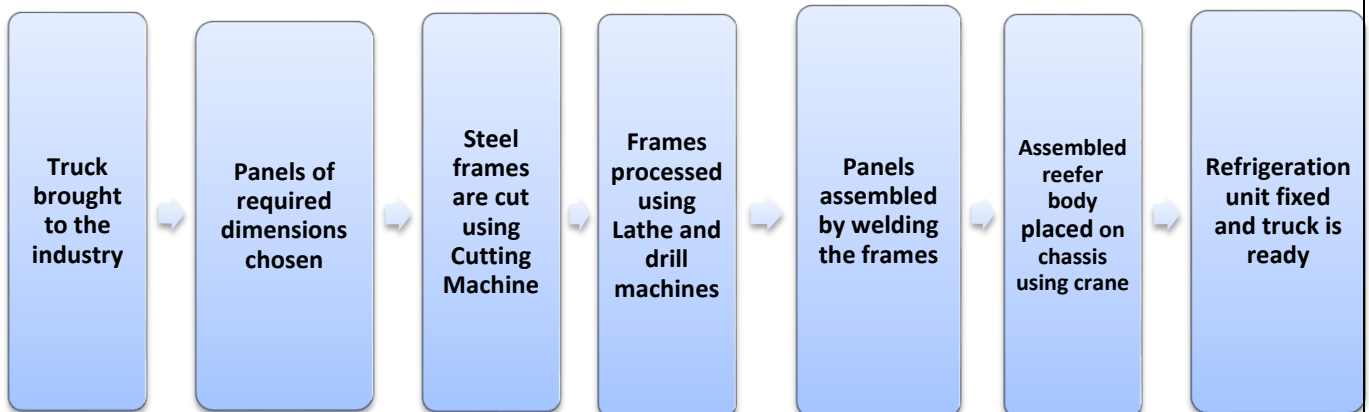 Truck
brought
to the
industry
Panels of
required
dimensions
chosen
Steel
frames
are cut
using
Cutting
Machine
Frames
processed
using
Lathe and
drill
machines
Panels
assembled
by welding
the frames
Assembled
reefer
body
placed on
chassis
using crane
Refrigeration
unit fixed
and truck is
ready